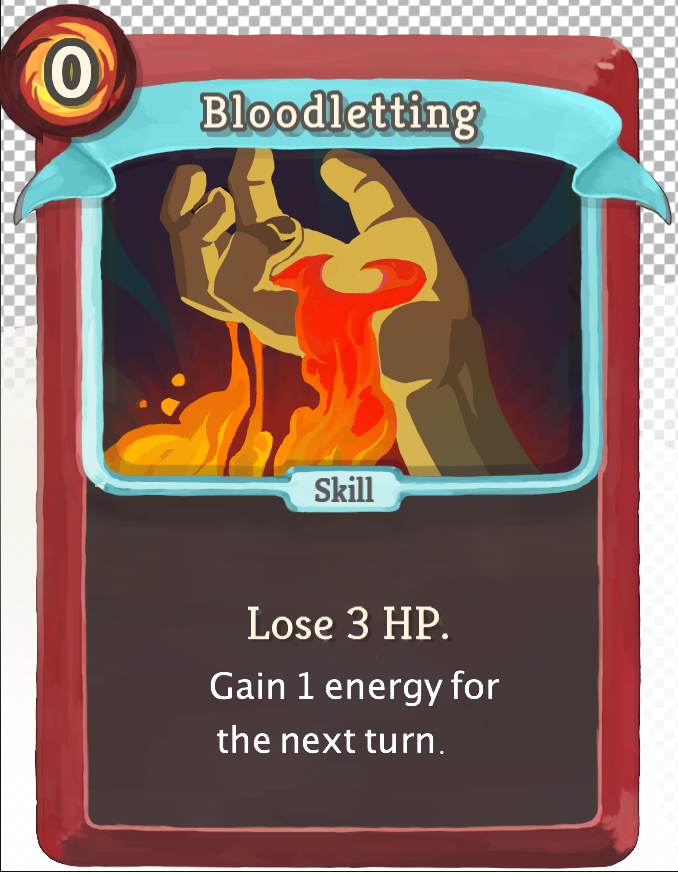 0
Bloodletting
Skill
Lose 3 HP.
Gain 1 energy for
the next turn.